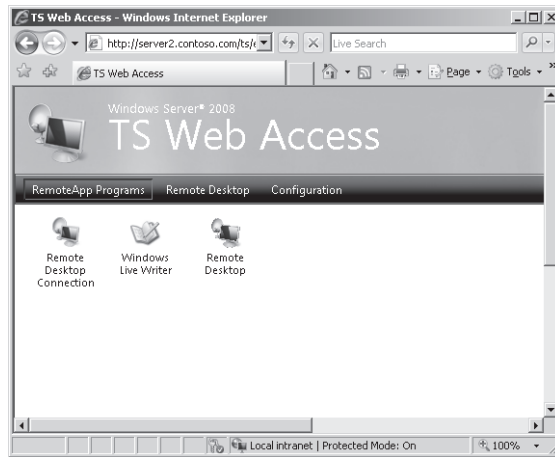 TS Web Access - Windows Internet Explorer
http://server2.contoso.com/ts/e
Live Search
TS Web Access
Page
Tools
Windows Server® 2008
TS Web Access
RemoteApp Programs Remote Desktop Configuration
Remote Desktop Connection
Windows Live Writer
Remote Desktop
Local intranet | Protected Mode: On
100%